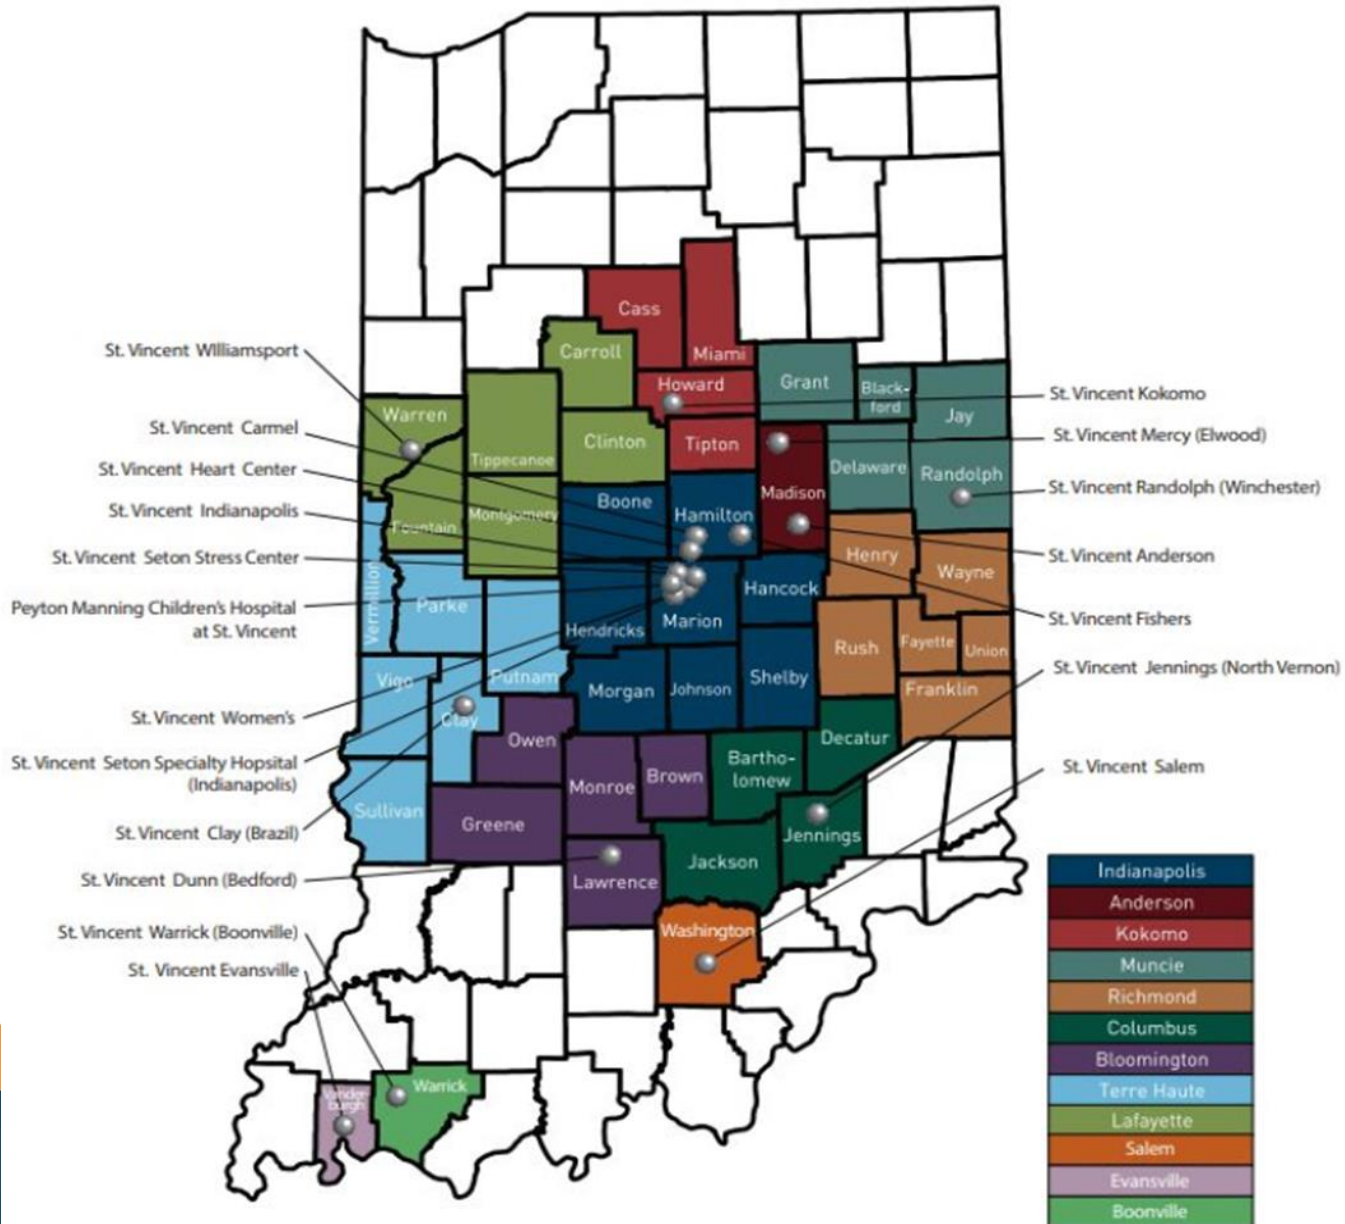 St. Vincent WIlliamsport
St. Vincent Carmel
St. Vincent Heart Center
St. Vincent Indianapolis
St. Vincent Seton Stress Center
Peyton Manning Children's Hospital
at St. Vincent
St. Vincent Women's
St. Vincent Seton Specialty Hopsital
(Indianapolis)
St. Vincent Clay (Brazil)
St. Vincent Dunn (Bedford)
St. Vincent Warrick (Boonville)
St. Vincent Evansville
Cass
Miami
Carroll
Howard
Grant
Black-
ford
Jay
Warren
Tippecanoe
Clinton
Tipton
Madison
Delaware
Randolph
Fountain
Montgomery
Boone
Hamilton
Henry
Wayne
Vermillion
Parke
Putnam
Hendricks
Marion
Hancock
Rush
Fayette
Union
Vigo
Clay
Owen
Morgan
Johnson
Shelby
Franklin
Decatur
Sullivan
Greene
Monroe
Brown
Bartho-
lomew
Jennings
Lawrence
Jackson
Washington
Vander-
burgh
Warrick
St. Vincent Kokomo
St. Vincent Mercy (Elwood)
St. Vincent Randolph (Winchester)
St. Vincent Anderson
St. Vincent Fishers
St. Vincent Jennings (North Vernon)
St. Vincent Salem
Indianapolis
Anderson
Kokomo
Muncie
Richmond
Columbus
Bloomington
Terre Haute
Lafayette
Salem
Evansville
Boonville